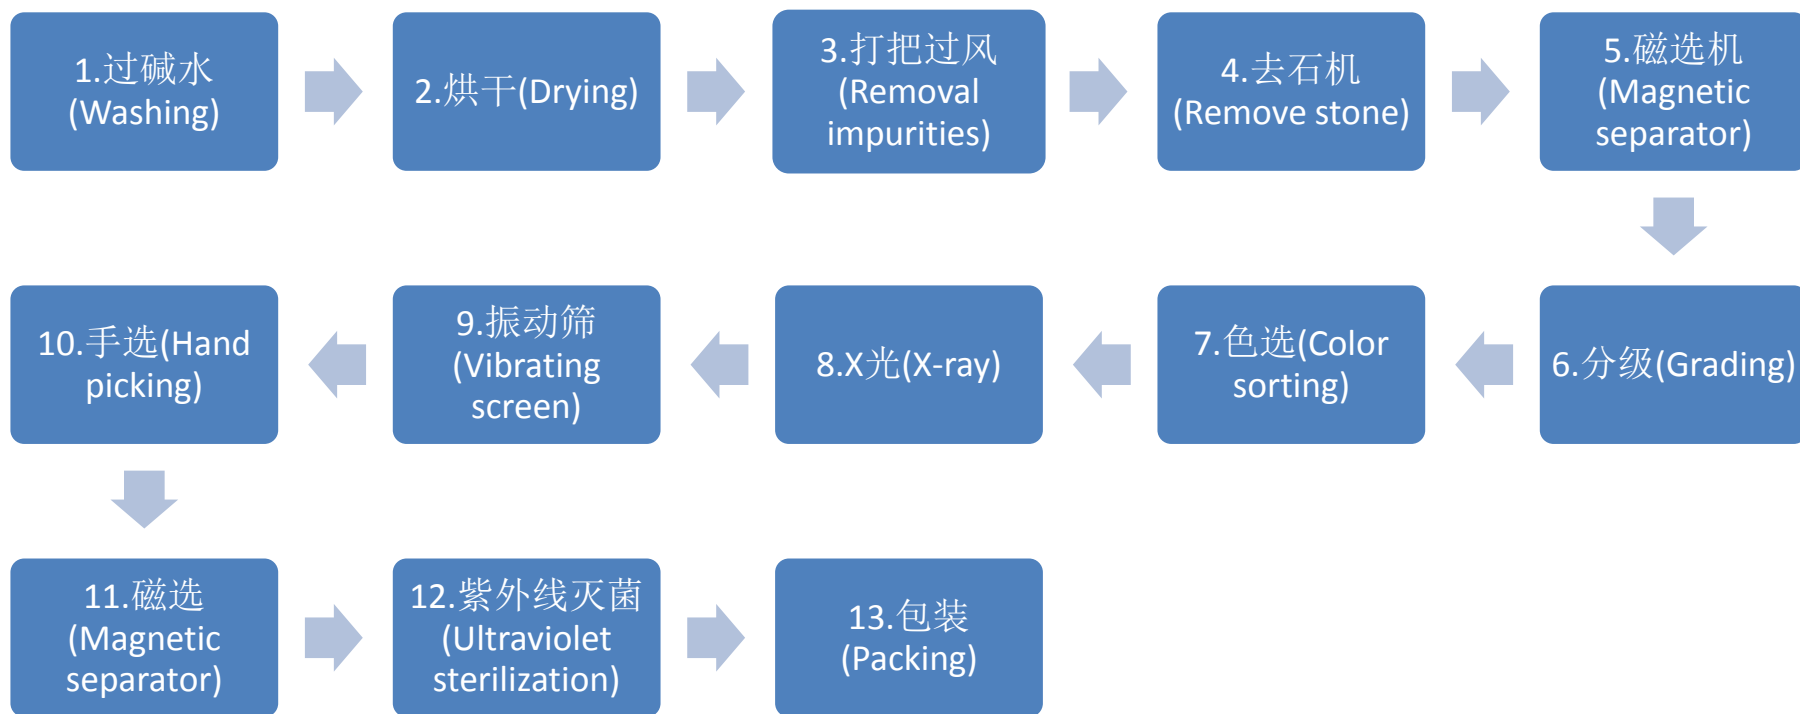 1.过碱水
(Washing)
2.烘干(Drying)
3.打把过风
(Removal
impurities)
4.去石机
(Remove stone)
5.磁选机
(Magnetic
separator)
6.分级(Grading)
7.色选(Color
sorting)
8.X光(X-ray)
9.振动筛
(Vibrating
screen)
10.手选(Hand
picking)
11.磁选
(Magnetic
separator)
12.紫外线灭菌
(Ultraviolet
sterilization)
13.包装
(Packing)